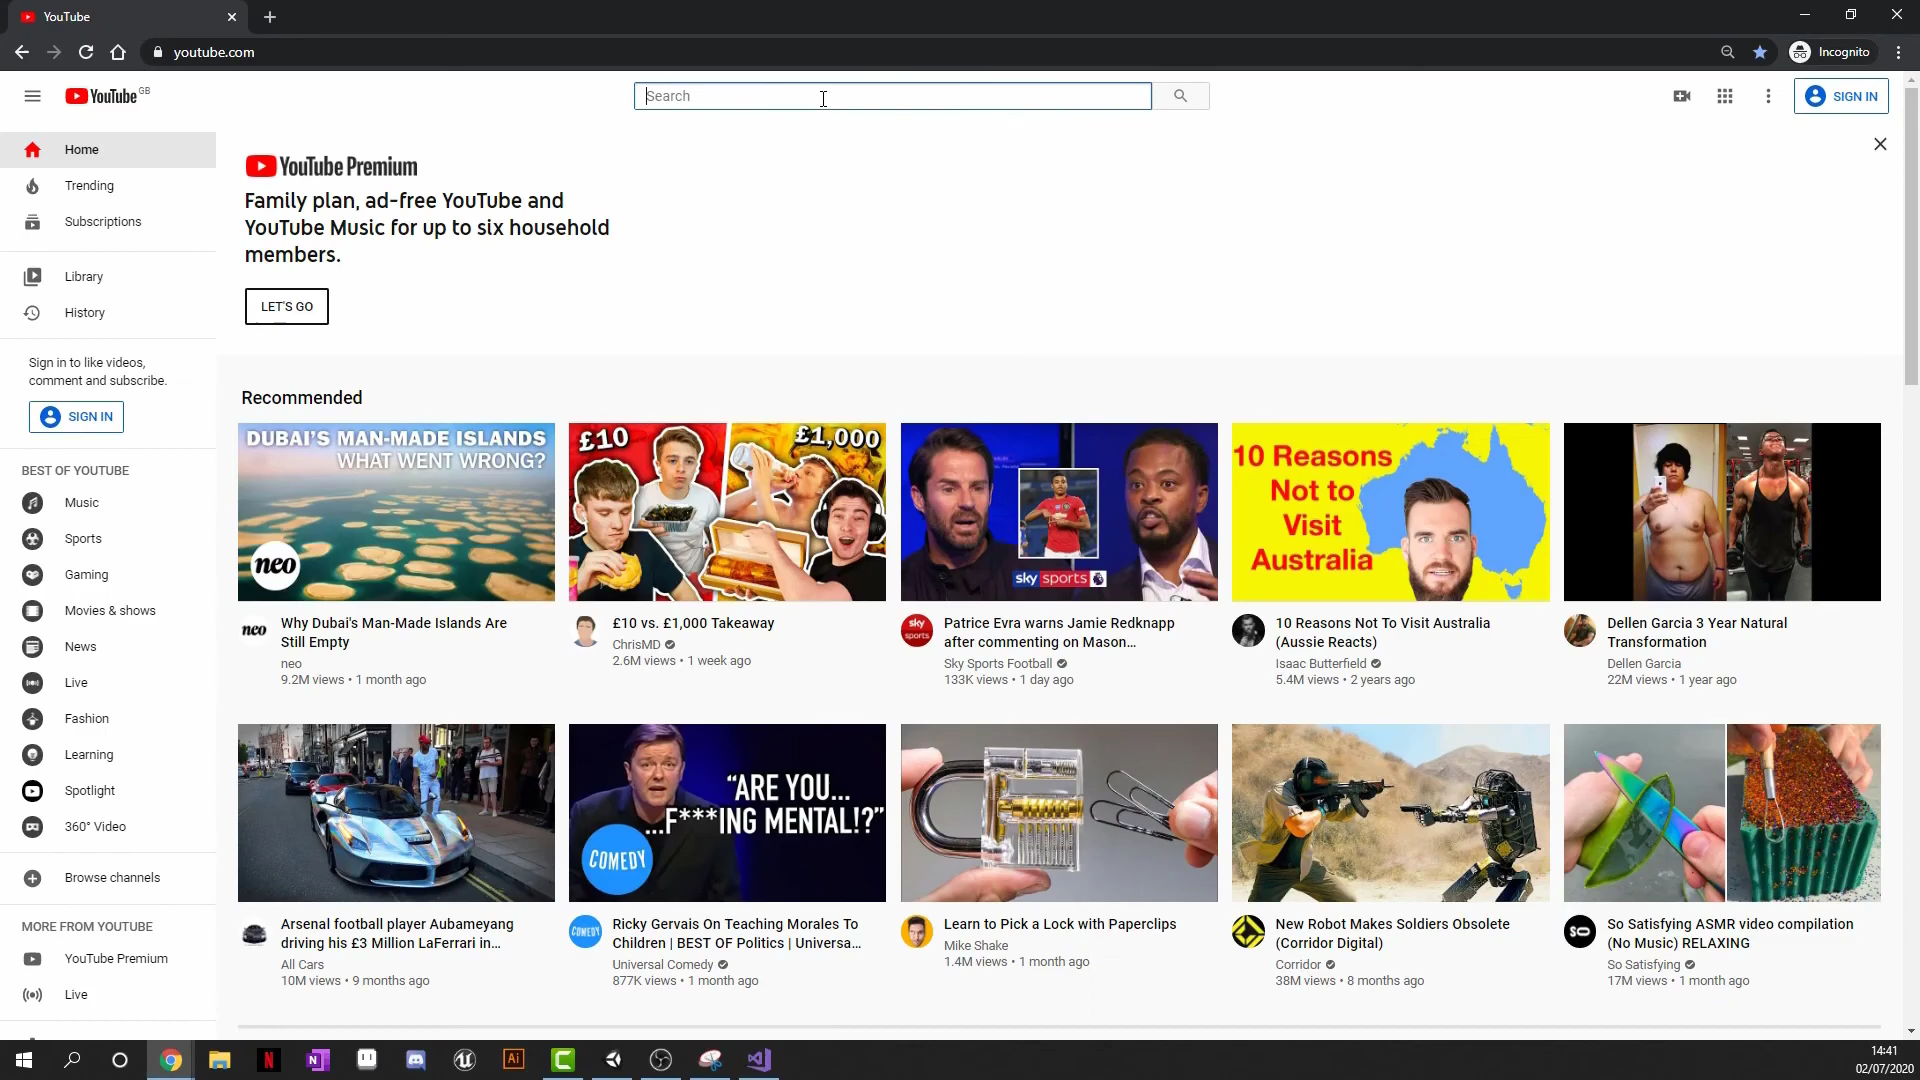 YouTube
youtube.com
Incognito
YouTube GB
Search
SIGN IN
Home
Trending
Subscriptions
Library
History
Sign in to like videos,
comment and subscribe.
SIGN IN
BEST OF YOUTUBE
Music
Sports
Gaming
Movies & shows
News
Live
Fashion
Learning
Spotlight
360° Video
Browse channels
MORE FROM YOUTUBE
YouTube Premium
Live
YouTube Premium
Family plan, ad-free YouTube and
YouTube Music for up to six household
members.
LET'S GO
Recommended
DUBAI'S MAN-MADE ISLANDS
WHAT WENT WRONG?
neo
neo
Why Dubai's Man-Made Islands Are
Still Empty
neo
9.2M views • 1 month ago
£10
£1,000
£10 vs. £1,000 Takeaway
ChrisMD
2.6M views • 1 week ago
sky sports
sky
sports
Patrice Evra warns Jamie Redknapp
after commenting on Mason...
Sky Sports Football
133K views • 1 day ago
10 Reasons
Not to
Visit
Australia
10 Reasons Not To Visit Australia
(Aussie Reacts)
Isaac Butterfield
5.4M views • 2 years ago
Dellen Garcia 3 Year Natural
Transformation
Dellen Garcia
22M views • 1 year ago
Arsenal football player Aubameyang
driving his £3 Million LaFerrari in...
All Cars
10M views • 9 months ago
"ARE YOU...
...F***ING MENTAL!?"
COMEDY
COMEDY
Ricky Gervais On Teaching Morales To
Children | BEST OF Politics | Universa...
Universal Comedy
877K views • 1 month ago
Learn to Pick a Lock with Paperclips
Mike Shake
1.4M views • 1 month ago
New Robot Makes Soldiers Obsolete
(Corridor Digital)
Corridor
38M views • 8 months ago
SO
So Satisfying ASMR video compilation
(No Music) RELAXING
So Satisfying
17M views • 1 month ago
N
N
Ai
14:41
02/07/2020